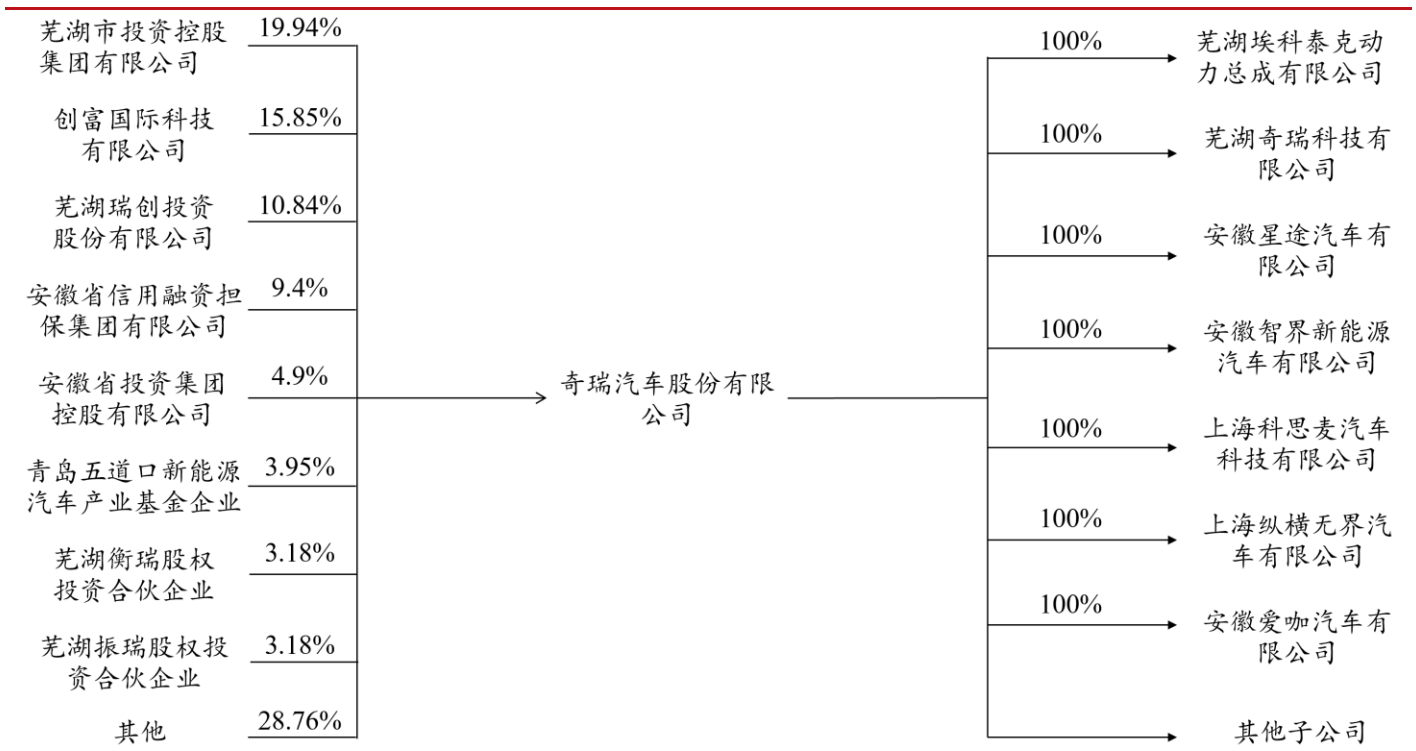 芜湖市投资控股
集团有限公司
19.94%
创富国际科技
有限公司
15.85%
芜湖瑞创投资
股份有限公司
10.84%
安徽省信用融资担
保集团有限公司
9.4%
安徽省投资集团
控股有限公司
4.9%
青岛五道口新能源
汽车产业基金企业
3.95%
芜湖衡瑞股权
投资合伙企业
3.18%
芜湖振瑞股权投
资合伙企业
3.18%
其他
28.76%
奇瑞汽车股份有限
公司
100%
芜湖埃科泰克动
力总成有限公司
100%
芜湖奇瑞科技有
限公司
100%
安徽星途汽车有
限公司
100%
安徽智界新能源
汽车有限公司
100%
上海科思麦汽车
科技有限公司
100%
上海纵横无界汽
车有限公司
100%
安徽爱咖汽车有
限公司
其他子公司